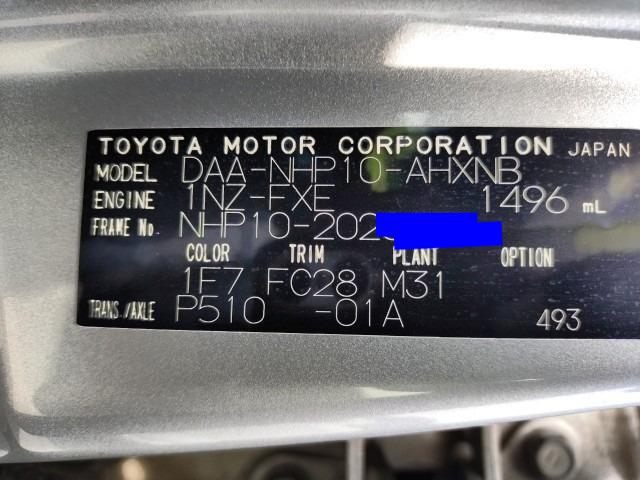 TOYOTA MOTOR CORPORATION JAPAN
MODEL DAA-NHP10-AHXNB
ENGINE 1NZ-FXE 1496 mL
FRAME No. NHP10-202
COLOR TRIM PLANT OPTION
1F7 FC28 M31
TRANS./AXLE P510 -01A 493